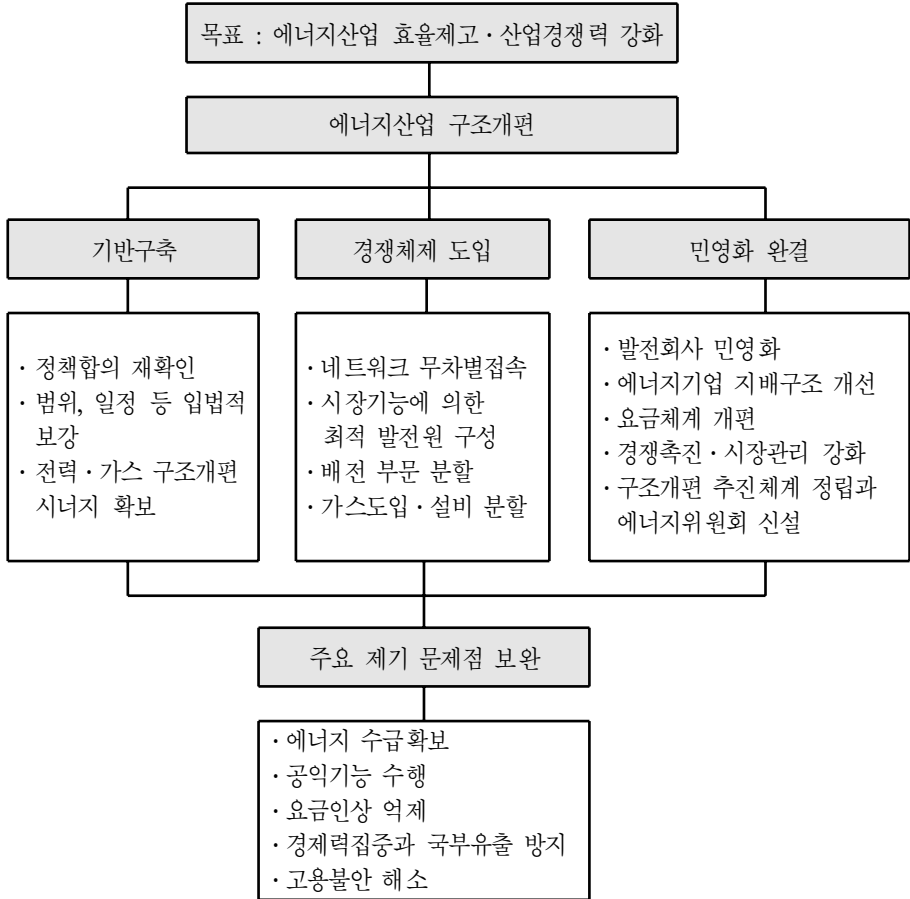 목표 : 에너지산업 효율제고·산업경쟁력 강화
에너지산업 구조개편
기반구축
· 정책합의 재확인
· 범위, 일정 등 입법적
보강
· 전력·가스 구조개편
시너지 확보
경쟁체제 도입
· 네트워크 무차별접속
· 시장기능에 의한
최적 발전원 구성
· 배전 부문 분할
· 가스도입·설비 분할
민영화 완결
· 발전회사 민영화
· 에너지기업 지배구조 개선
· 요금체계 개편
· 경쟁촉진·시장관리 강화
· 구조개편 추진체계 정립과
에너지위원회 신설
주요 제기 문제점 보완
· 에너지 수급확보
· 공익기능 수행
· 요금인상 억제
· 경제력집중과 국부유출 방지
· 고용불안 해소